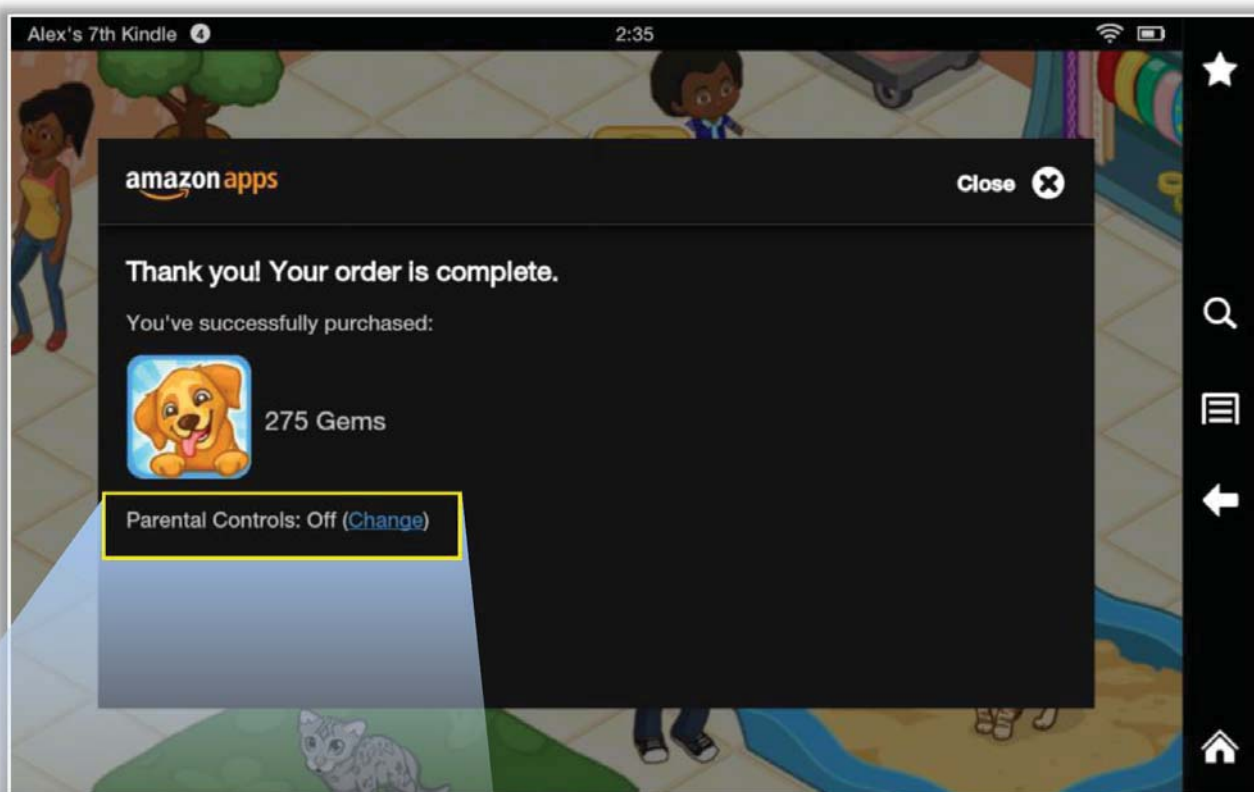 Alex's 7th Kindle 4 2:35
amazon apps
Close
Thank you! Your order is complete.
You've successfully purchased:
275 Gems
Parental Controls: Off (Change)